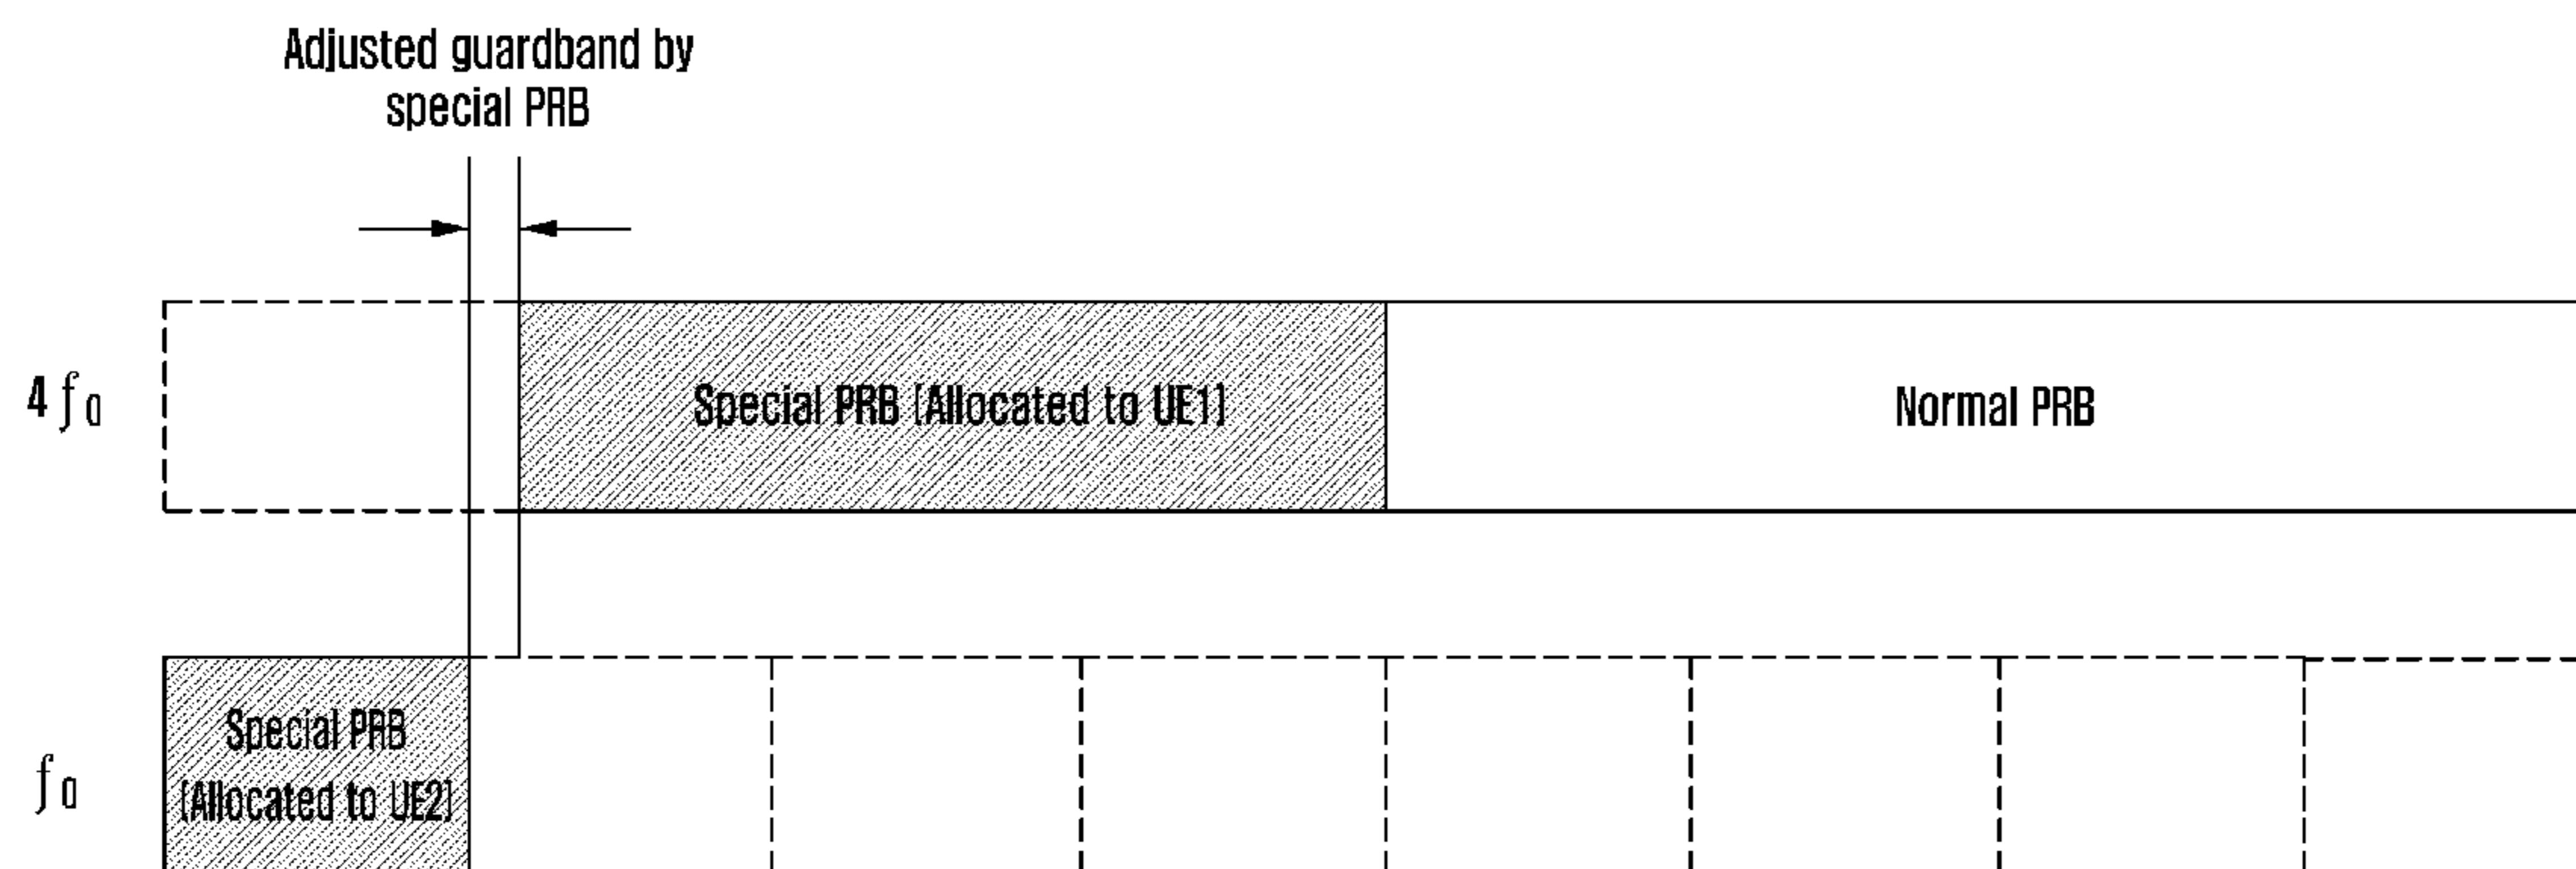 Adjusted guardband by
special PRB
4 f0
Special PRB [Allocated to UE1]
Normal PRB
f0
Special PRB
[Allocated to UE2]